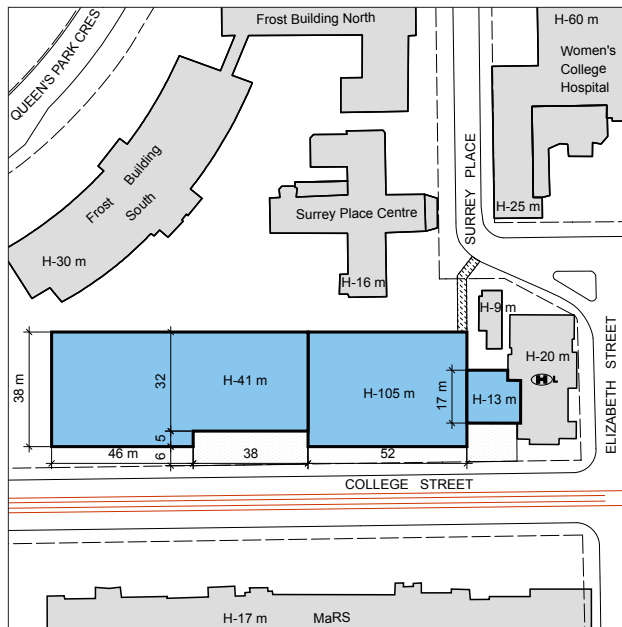 Frost Building North
H-60 m
QUEEN'S PARK CRES
Women's
College
Hospital
SURREY PLACE
Frost Building
South
H-25 m
Surrey Place Centre
H-30 m
H-16 m
H-9 m
ELIZABETH STREET
38 m
32
H-41 m
H-105 m
17 m
H-13 m
H-20 m
H L
5
6
46 m
38
52
COLLEGE STREET
H-17 m
MaRS